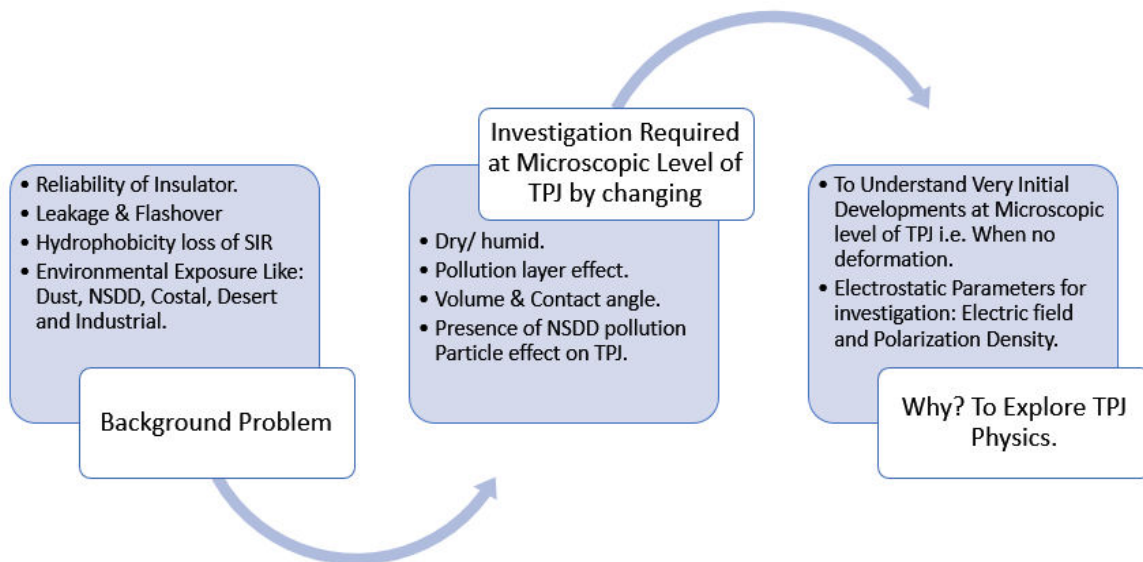 • Reliability of Insulator.
• Leakage & Flashover
• Hydrophobicity loss of SIR
• Environmental Exposure Like:
Dust, NSDD, Costal, Desert
and Industrial.
Background Problem
Investigation Required
at Microscopic Level of
TPJ by changing
• Dry/ humid.
• Pollution layer effect.
• Volume & Contact angle.
• Presence of NSDD pollution
Particle effect on TPJ.
• To Understand Very Initial
Developments at Microscopic
level of TPJ i.e. When no
deformation.
• Electrostatic Parameters for
investigation: Electric field
and Polarization Density.
Why? To Explore TPJ
Physics.